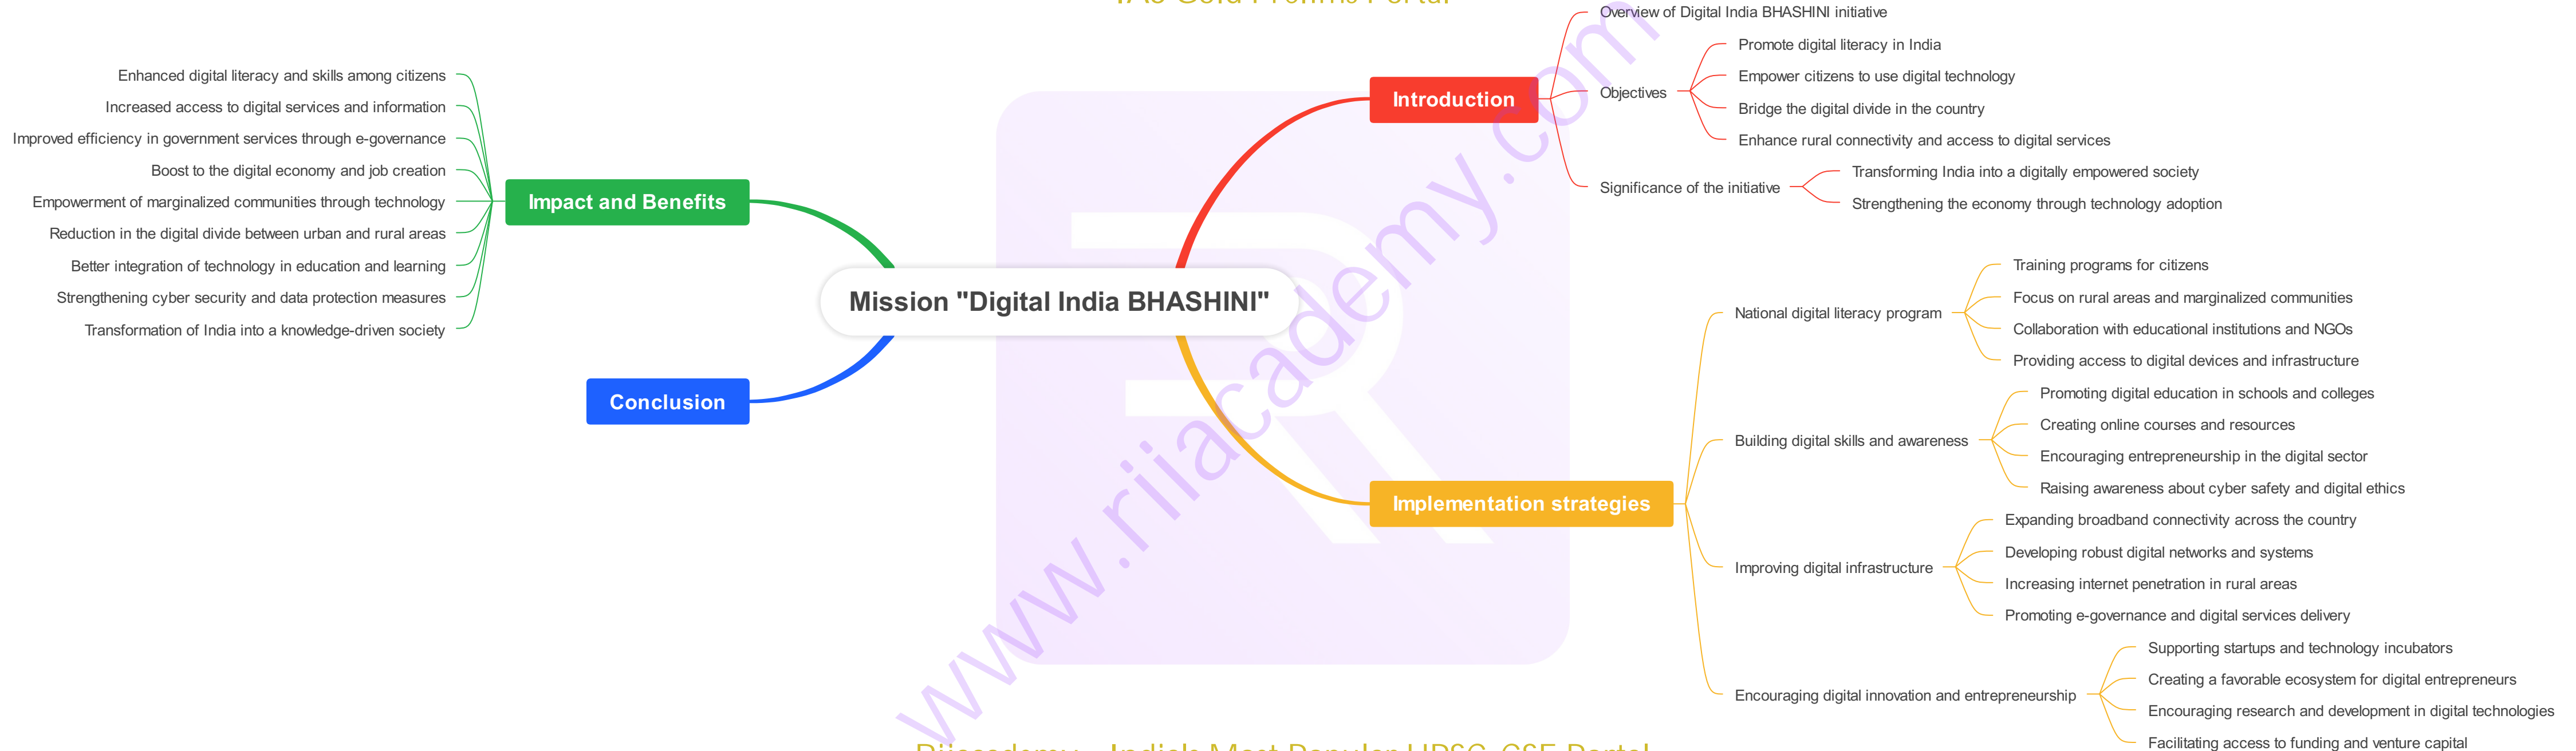 Mission "Digital India BHASHINI"
Introduction
Overview of Digital India BHASHINI initiative
Objectives
Promote digital literacy in India
Empower citizens to use digital technology
Bridge the digital divide in the country
Enhance rural connectivity and access to digital services
Significance of the initiative
Transforming India into a digitally empowered society
Strengthening the economy through technology adoption
Implementation strategies
National digital literacy program
Training programs for citizens
Focus on rural areas and marginalized communities
Collaboration with educational institutions and NGOs
Providing access to digital devices and infrastructure
Building digital skills and awareness
Promoting digital education in schools and colleges
Creating online courses and resources
Encouraging entrepreneurship in the digital sector
Raising awareness about cyber safety and digital ethics
Improving digital infrastructure
Expanding broadband connectivity across the country
Developing robust digital networks and systems
Increasing internet penetration in rural areas
Promoting e-governance and digital services delivery
Encouraging digital innovation and entrepreneurship
Supporting startups and technology incubators
Creating a favorable ecosystem for digital entrepreneurs
Encouraging research and development in digital technologies
Facilitating access to funding and venture capital
Impact and Benefits
Enhanced digital literacy and skills among citizens
Increased access to digital services and information
Improved efficiency in government services through e-governance
Boost to the digital economy and job creation
Empowerment of marginalized communities through technology
Reduction in the digital divide between urban and rural areas
Better integration of technology in education and learning
Strengthening cyber security and data protection measures
Transformation of India into a knowledge-driven society
Conclusion
www.rijiacademy.com
India's Most Popular UPSC-CSE Portal